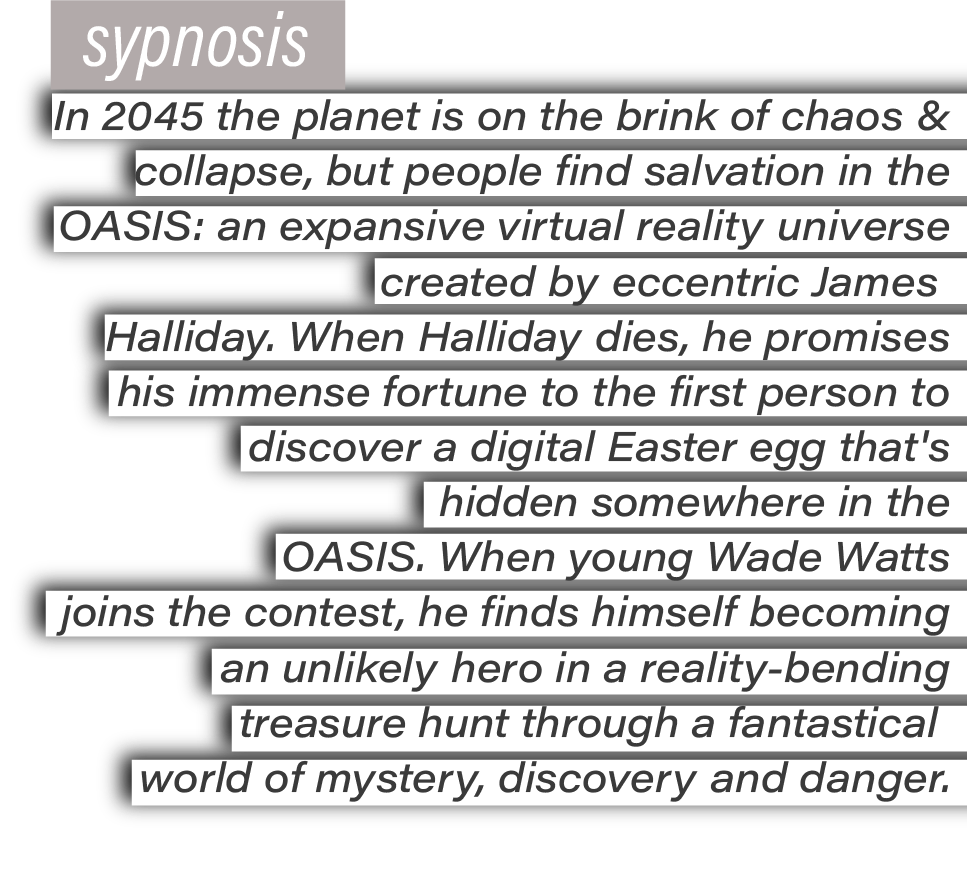 sypnosis
In 2045 the planet is on the brink of chaos &
collapse, but people find salvation in the
OASIS: an expansive virtual reality universe
created by eccentric James
Halliday. When Halliday dies, he promises
his immense fortune to the first person to
discover a digital Easter egg that's
hidden somewhere in the
OASIS. When young Wade Watts
joins the contest, he finds himself becoming
an unlikely hero in a reality-bending
treasure hunt through a fantastical
world of mystery, discovery and danger.